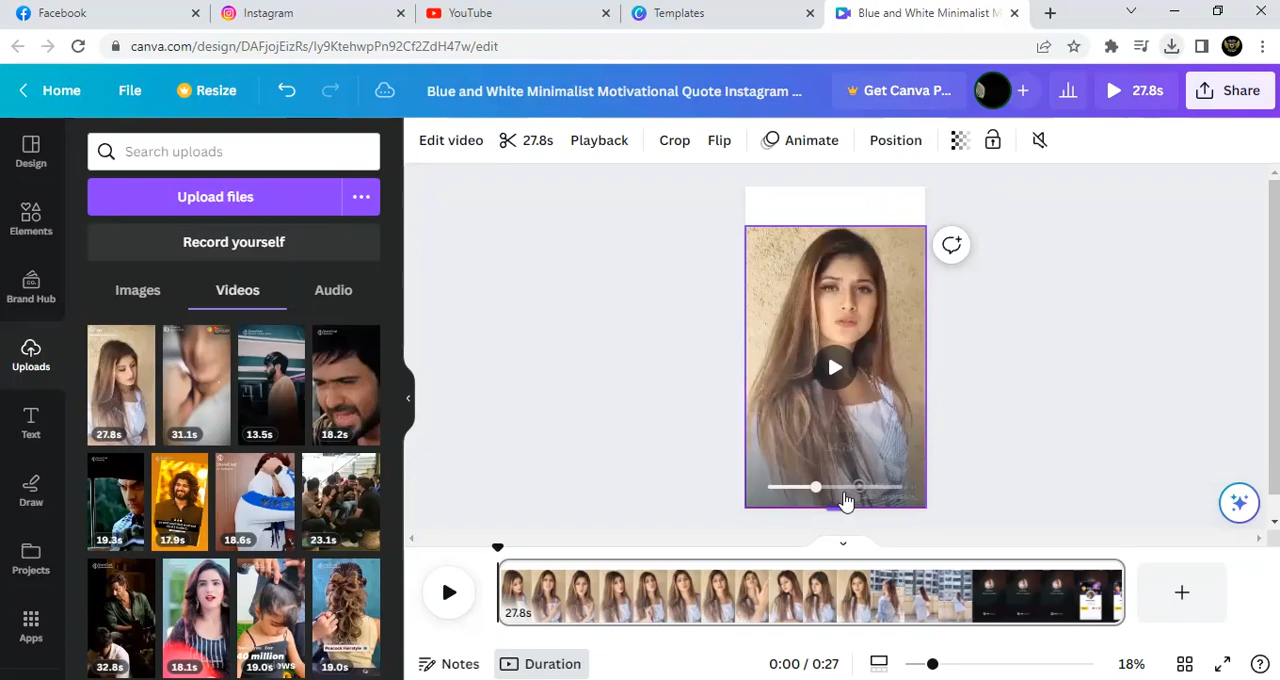 Facebook
Instagram
YouTube
Templates
Blue and White Minimalist M
canva.com/design/DAFjojEizRs/Iy9KtehwpPn92Cf2ZdH47w/edit
Home
File
Resize
Blue and White Minimalist Motivational Quote Instagram ...
Get Canva P...
27.8s
Share
Design
Elements
Brand Hub
Uploads
Text
Draw
Projects
Apps
Search uploads
Upload files
Record yourself
Images
Videos
Audio
27.8s
31.1s
13.5s
18.2s
19.3s
17.9s
18.6s
23.1s
32.8s
18.1s
19.0s
19.0s
Edit video
27.8s
Playback
Crop
Flip
Animate
Position
27.8s
Notes
Duration
0:00 / 0:27
18%